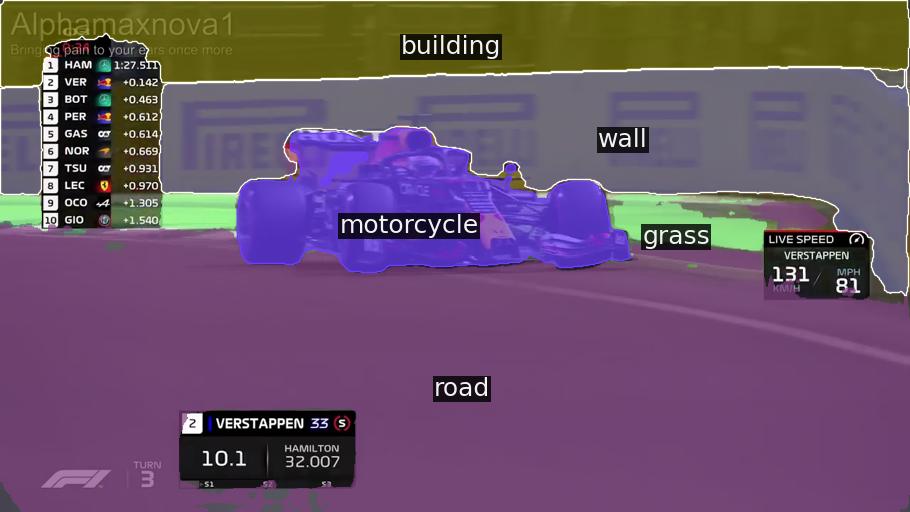 Alphamaxnova1
Bringing pain to your ears once more
1 HAM 1:27.511
2 VER +0.142
3 BOT +0.463
4 PER +0.612
5 GAS +0.614
6 NOR +0.669
7 TSU +0.931
8 LEC +0.970
9 OCO +1.305
10 GIO +1.540
building
wall
motorcycle
grass
LIVE SPEED
VERSTAPPEN
131 KM/H
MPH 81
road
2 VERSTAPPEN 33 S
10.1
HAMILTON
32.007
S1 S2 S3
F1
TURN
3